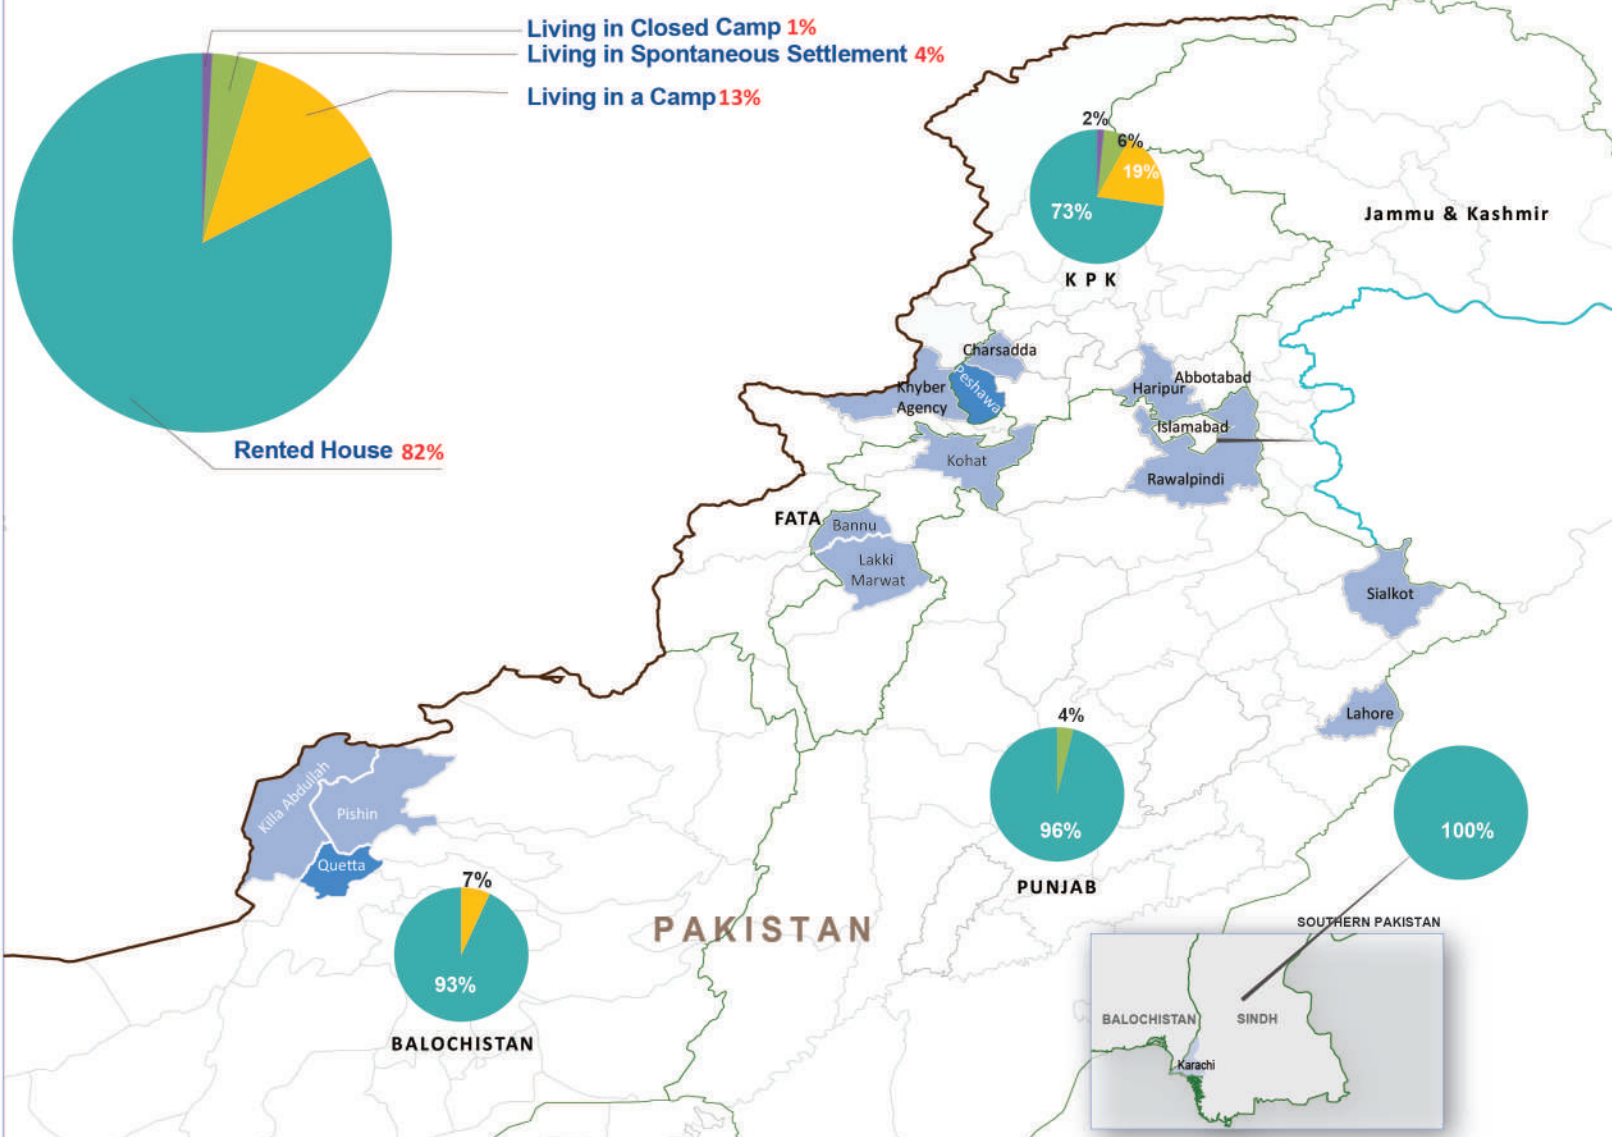 Living in Closed Camp 1%
Living in Spontaneous Settlement 4%
Living in a Camp 13%
Rented House 82%
2%
6%
19%
73%
K P K
Jammu & Kashmir
Charsadda
Peshawa
Khyber
Agency
Abbotabad
Haripur
Islamabad
Kohat
Rawalpindi
FATA
Bannu
Lakki
Marwat
Sialkot
Lahore
4%
96%
PUNJAB
100%
Killa Abdullah
Pishin
Quetta
7%
93%
BALOCHISTAN
PAKISTAN
SOUTHERN PAKISTAN
BALOCHISTAN
SINDH
Karachi